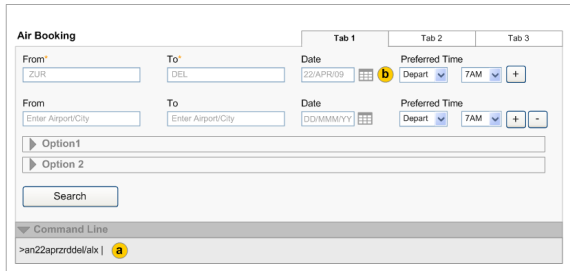 Air Booking Tab 1 Tab 2 Tab 3
From* To* Date Preferred Time
ZUR DEL 22/APR/09 b Depart 7AM +
From To Date Preferred Time
Enter Airport/City Enter Airport/City DD/MMM/YY Depart 7AM + -
Option1
Option 2
Search
Command Line
>an22aprzrddel/alx | a